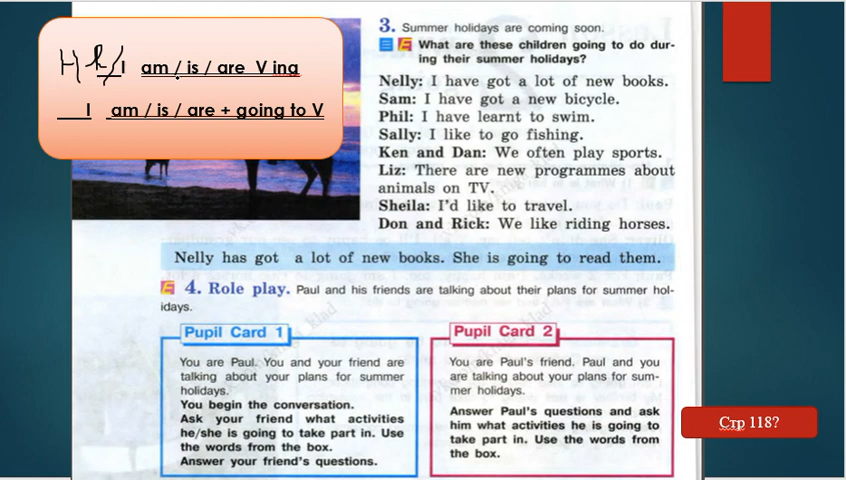 I am / is / are V ing
I am / is / are + going to V
3. Summer holidays are coming soon.
What are these children going to do dur-
ing their summer holidays?
Nelly: I have got a lot of new books.
Sam: I have got a new bicycle.
Phil: I have learnt to swim.
Sally: I like to go fishing.
Ken and Dan: We often play sports.
Liz: There are new programmes about
animals on TV.
Sheila: I'd like to travel.
Don and Rick: We like riding horses.
Nelly has got a lot of new books. She is going to read them.
4. Role play. Paul and his friends are talking about their plans for summer hol-
idays.
Pupil Card 1
You are Paul. You and your friend are
talking about your plans for summer
holidays.
You begin the conversation.
Ask your friend what activities
he/she is going to take part in. Use
the words from the box.
Answer your friend's questions.
Pupil Card 2
You are Paul's friend. Paul and you
are talking about your plans for sum-
mer holidays.
Answer Paul's questions and ask
him what activities he is going to
take part in. Use the words from
the box.
Стр 118?